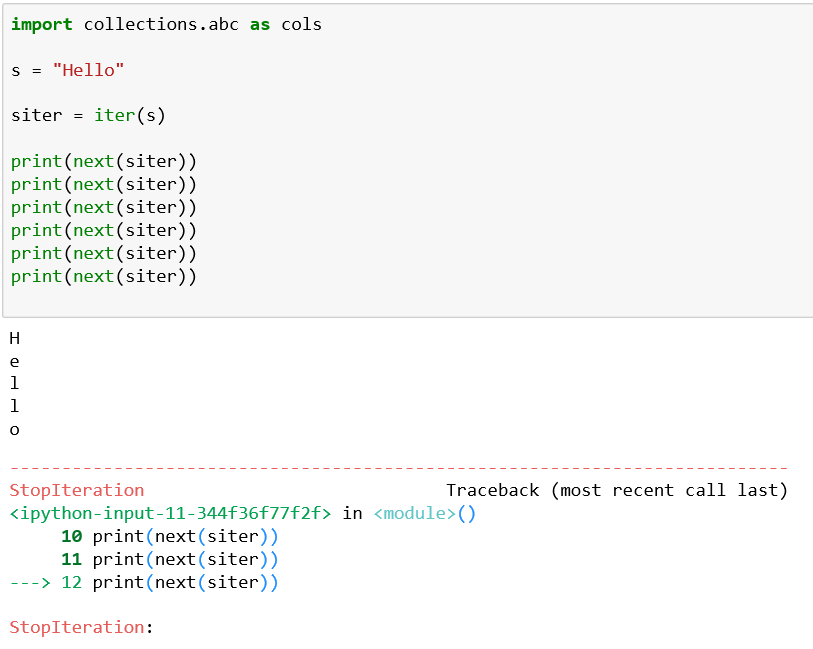 import collections.abc as cols
s = "Hello"
siter = iter(s)
print(next(siter))
print(next(siter))
print(next(siter))
print(next(siter))
print(next(siter))
print(next(siter))
H
e
l
l
o
---------------------------------------------------------------------------
StopIteration                             Traceback (most recent call last)
<ipython-input-11-344f36f77f2f> in <module>()
     10 print(next(siter))
     11 print(next(siter))
---> 12 print(next(siter))
StopIteration: